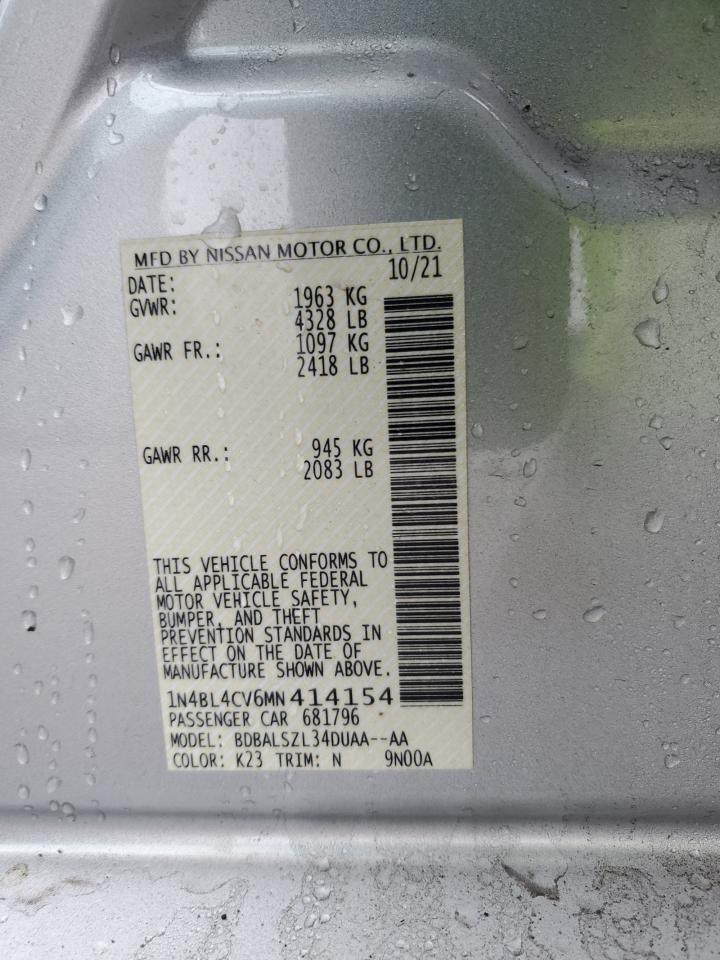 MFD BY NISSAN MOTOR CO., LTD.
DATE: 10/21
GVWR: 1963 KG
4328 LB
GAWR FR.: 1097 KG
2418 LB
GAWR RR.: 945 KG
2083 LB
THIS VEHICLE CONFORMS TO
ALL APPLICABLE FEDERAL
MOTOR VEHICLE SAFETY,
BUMPER, AND THEFT
PREVENTION STANDARDS IN
EFFECT ON THE DATE OF
MANUFACTURE SHOWN ABOVE.
1N4BL4CV6MN414154
PASSENGER CAR 681796
MODEL: BDBALSZL34DUAA--AA
COLOR: K23 TRIM: N 9N00A